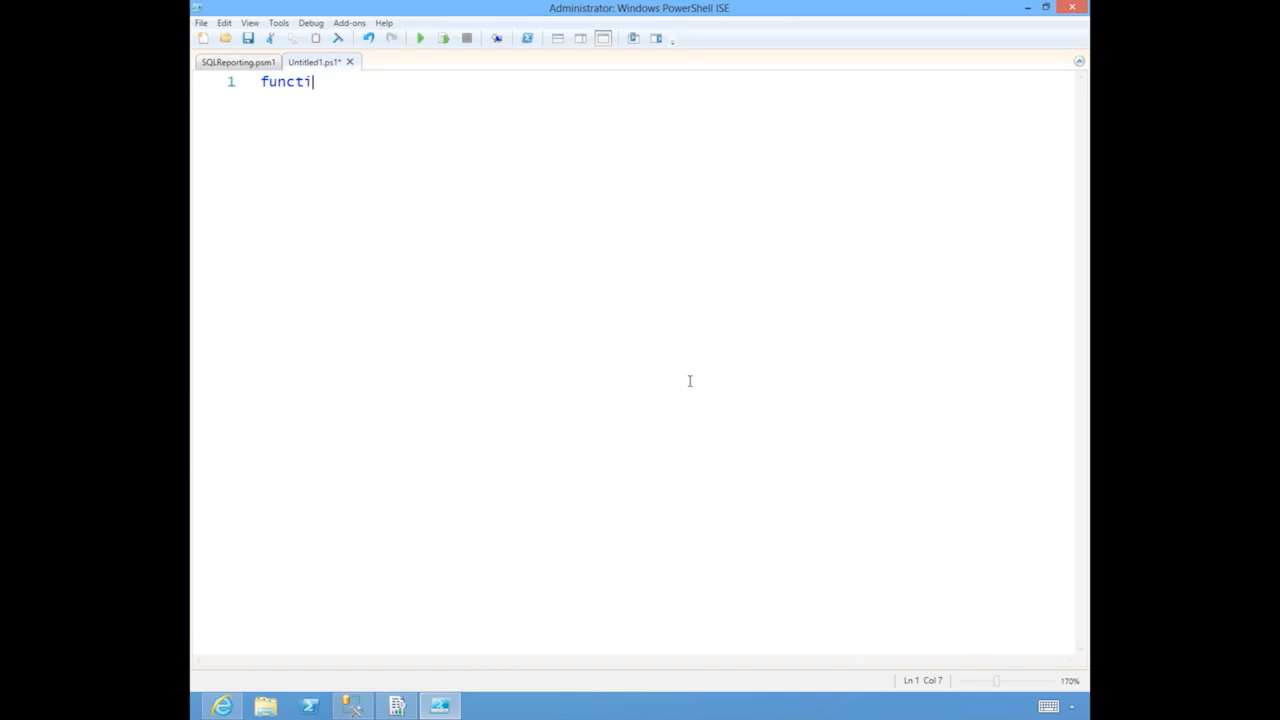 Administrator: Windows PowerShell ISE
File Edit View Tools Debug Add-ons Help
SQLReporting.psm1 Untitled1.ps1*
1 functi
Ln 1 Col 7 170%